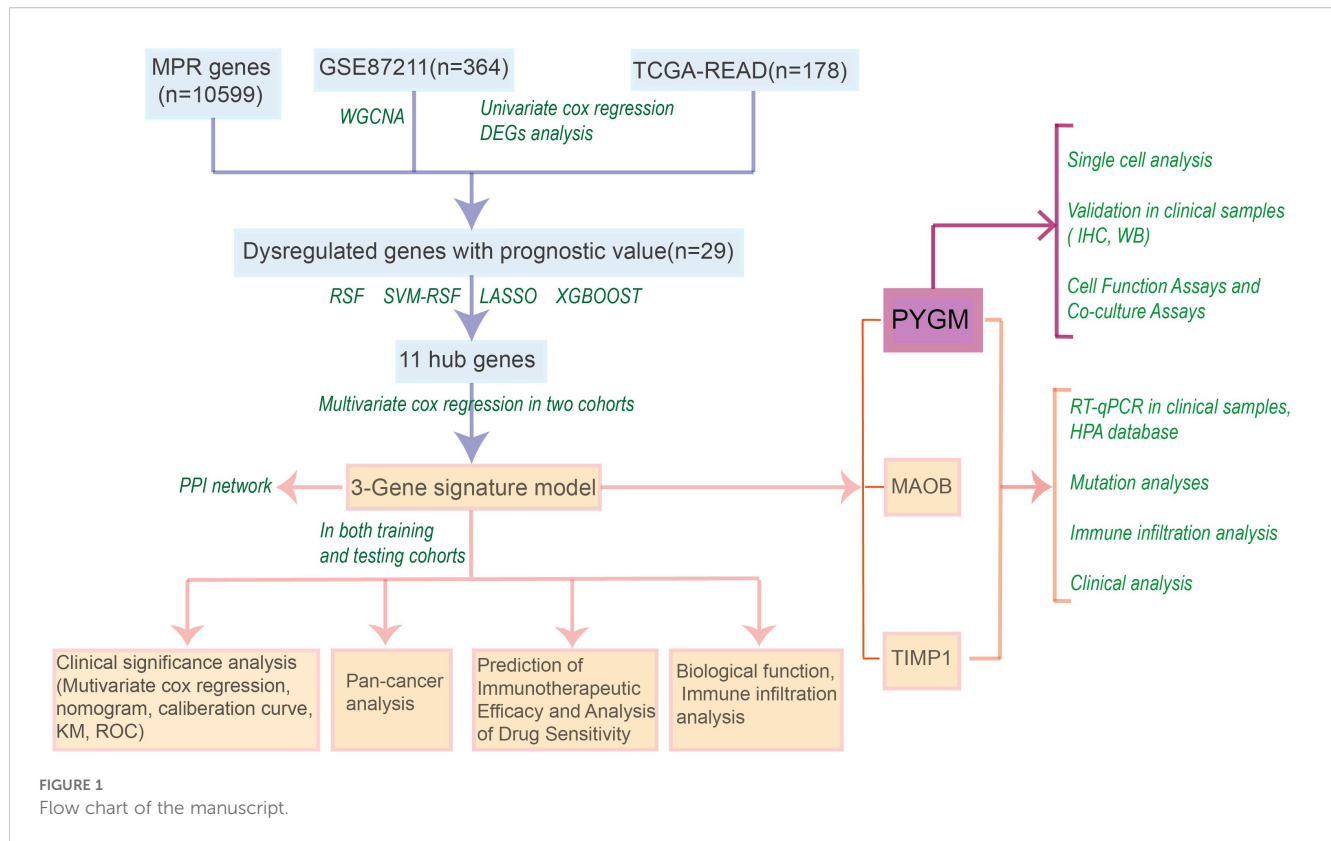 MPR genes
(n=10599)
GSE87211(n=364)
TCGA-READ(n=178)
WGCNA
Univariate cox regression
DEGs analysis
Dysregulated genes with prognostic value(n=29)
RSF SVM-RSF LASSO XGBOOST
11 hub genes
Multivariate cox regression in two cohorts
PPI network
3-Gene signature model
In both training
and testing cohorts
Clinical significance analysis
(Mutivariate cox regression,
nomogram, caliberation curve,
KM, ROC)
Pan-cancer
analysis
Prediction of
Immunotherapeutic
Efficacy and Analysis
of Drug Sensitivity
Biological function,
Immune infiltration
analysis
PYGM
MAOB
TIMP1
Single cell analysis
Validation in clinical samples
( IHC, WB)
Cell Function Assays and
Co-culture Assays
RT-qPCR in clinical samples,
HPA database
Mutation analyses
Immune infiltration analysis
Clinical analysis
FIGURE 1
Flow chart of the manuscript.